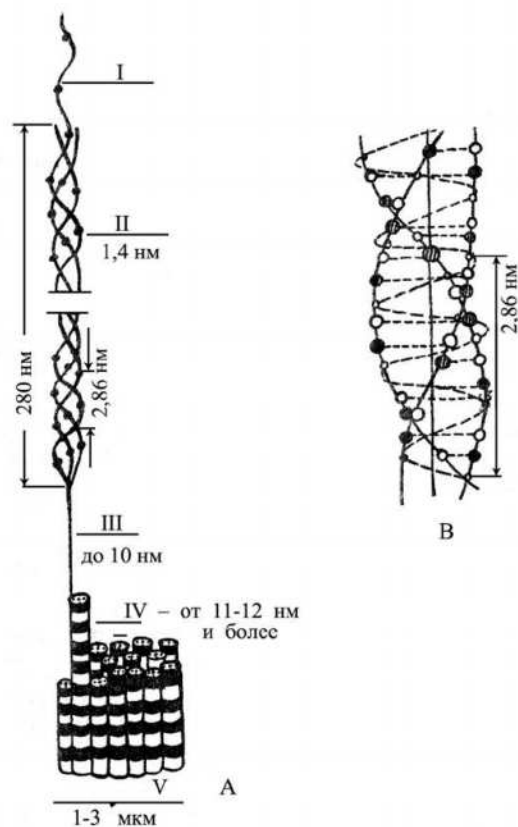 I
II
1,4 нм
280 нм
2,86 нм
III
до 10 нм
IV – от 11-12 нм
и более
V
А
1-3 мкм
2,86 нм
В